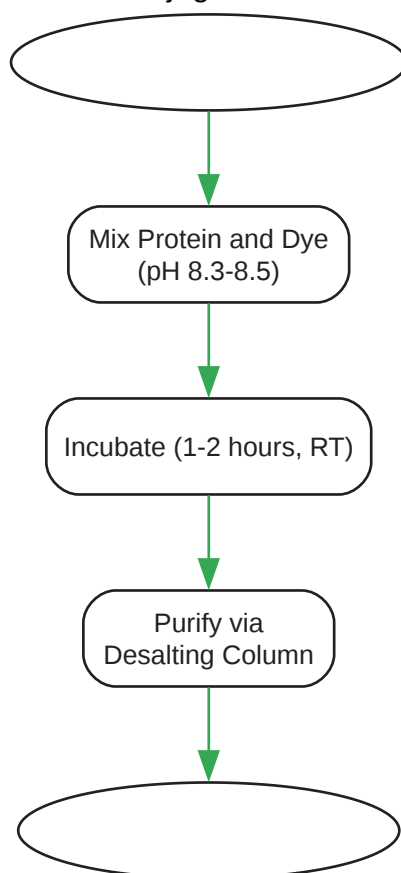 Mix Protein and Dye
(pH 8.3-8.5)
Incubate (1-2 hours, RT)
Purify via
Desalting Column